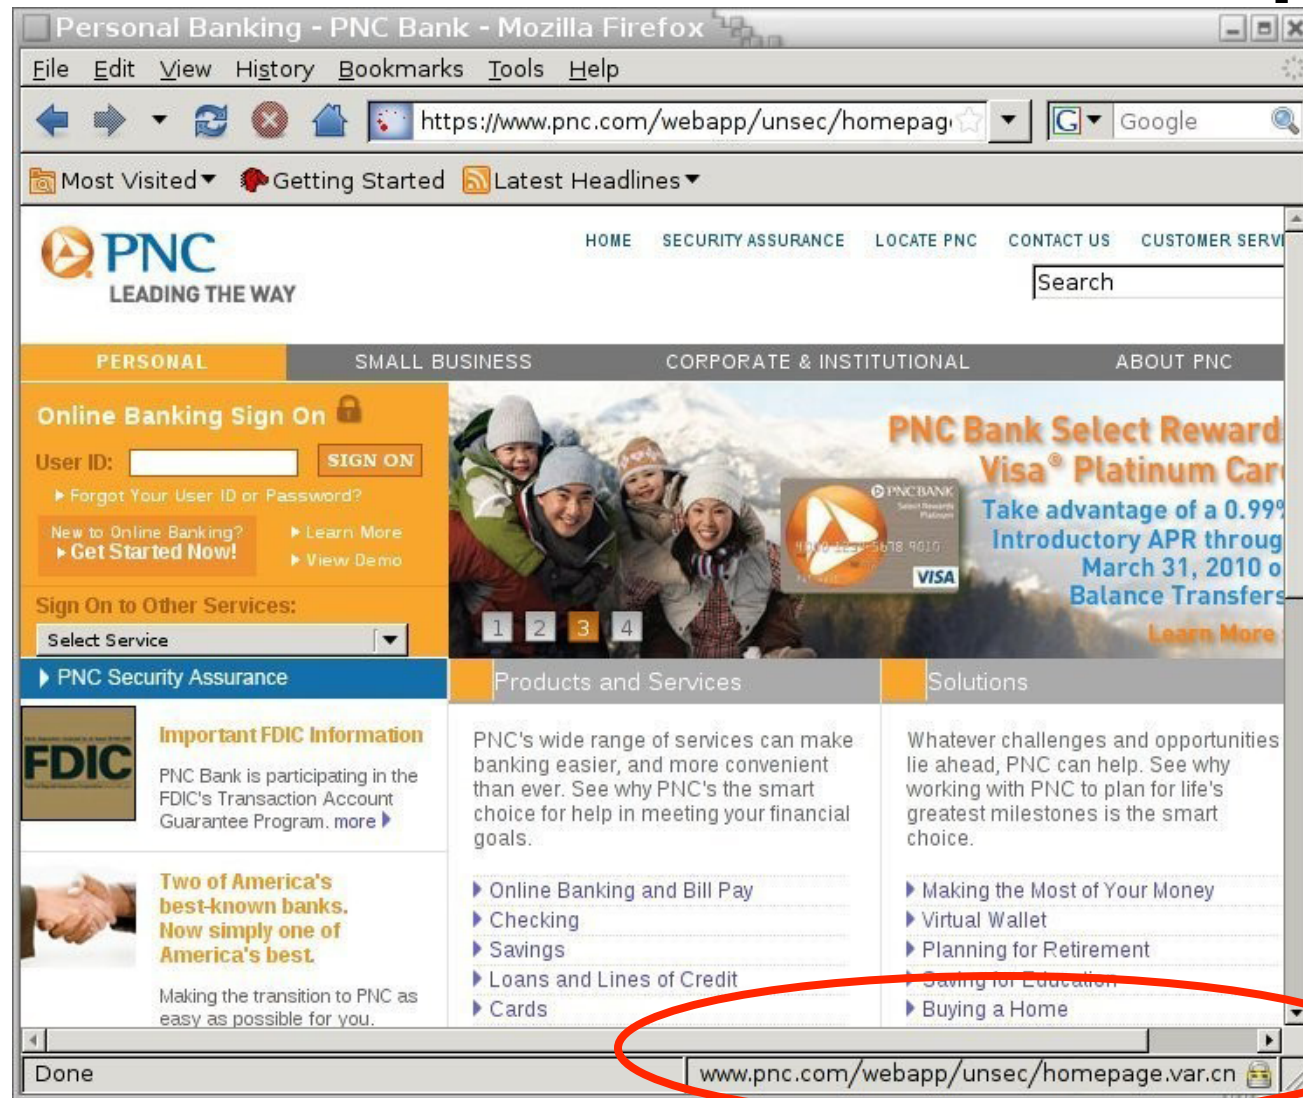 Personal Banking - PNC Bank - Mozilla Firefox
File Edit View History Bookmarks Tools Help
https://www.pnc.com/webapp/unsec/homepag
G Google
Most Visited Getting Started Latest Headlines
PNC
LEADING THE WAY
HOME SECURITY ASSURANCE LOCATE PNC CONTACT US CUSTOMER SERVI
Search
PERSONAL SMALL BUSINESS CORPORATE & INSTITUTIONAL ABOUT PNC
Online Banking Sign On
User ID: SIGN ON
Forgot Your User ID or Password?
New to Online Banking?
Get Started Now!
Learn More
View Demo
Sign On to Other Services:
Select Service
1 2 3 4
PNC BANK
VISA
PNC Bank Select Reward
Visa® Platinum Car
Take advantage of a 0.99%
Introductory APR throug
March 31, 2010 o
Balance Transfers
Learn More
PNC Security Assurance
FDIC
Important FDIC Information
PNC Bank is participating in the
FDIC's Transaction Account
Guarantee Program. more
Two of America's
best-known banks.
Now simply one of
America's best.
Making the transition to PNC as
easy as possible for you.
Products and Services
PNC's wide range of services can make
banking easier, and more convenient
than ever. See why PNC's the smart
choice for help in meeting your financial
goals.
Online Banking and Bill Pay
Checking
Savings
Loans and Lines of Credit
Cards
Solutions
Whatever challenges and opportunities
lie ahead, PNC can help. See why
working with PNC to plan for life's
greatest milestones is the smart
choice.
Making the Most of Your Money
Virtual Wallet
Planning for Retirement
Saving for Education
Buying a Home
Done
www.pnc.com/webapp/unsec/homepage.var.cn